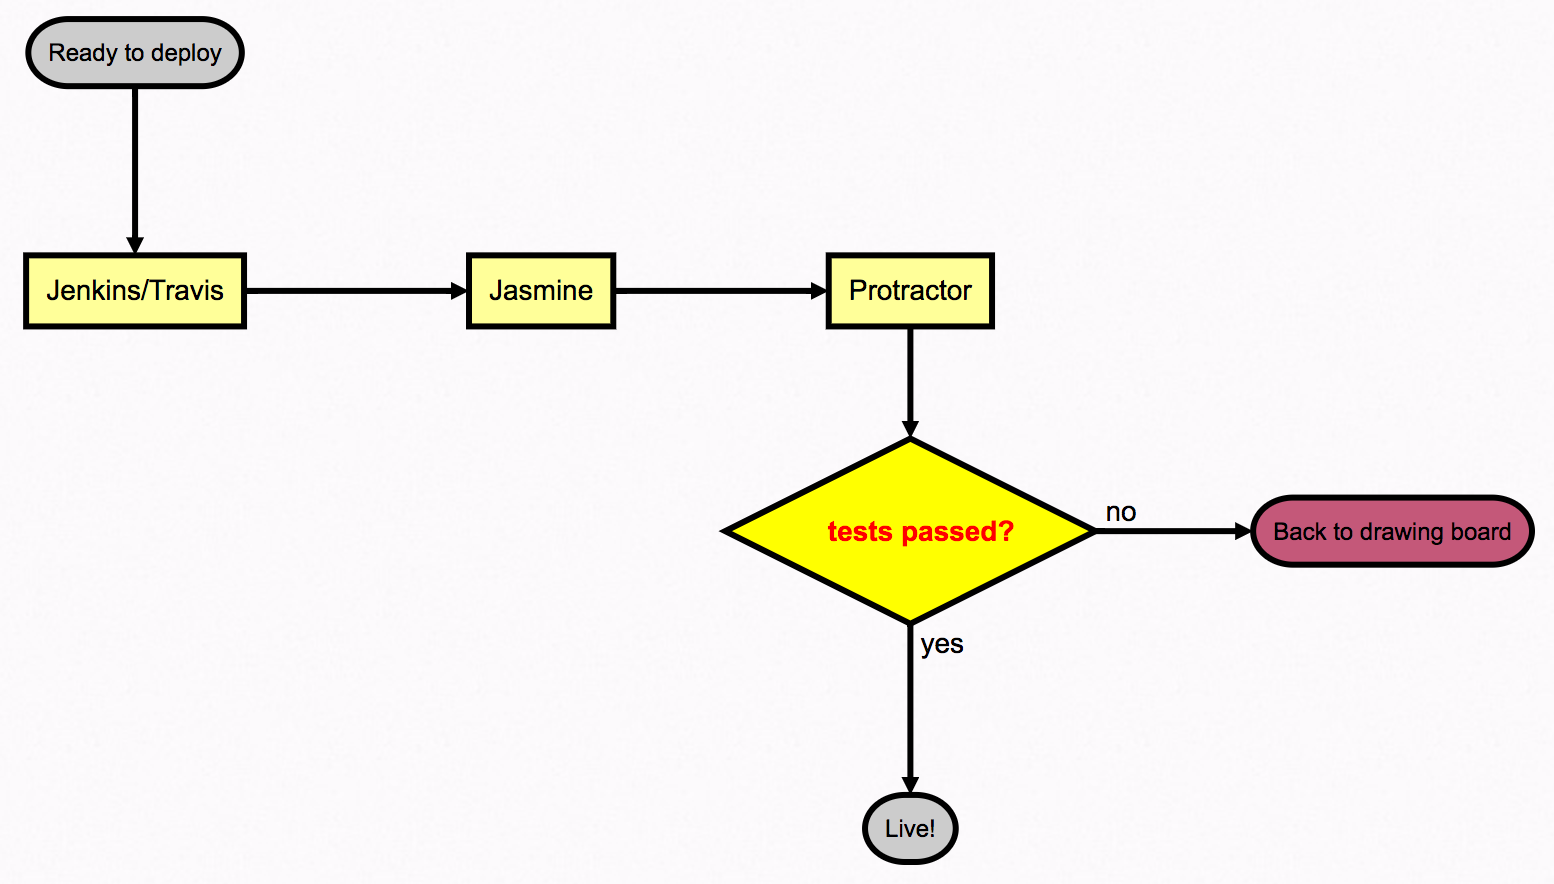 Ready to deploy
Jenkins/Travis
Jasmine
Protractor
tests passed?
no
Back to drawing board
yes
Live!